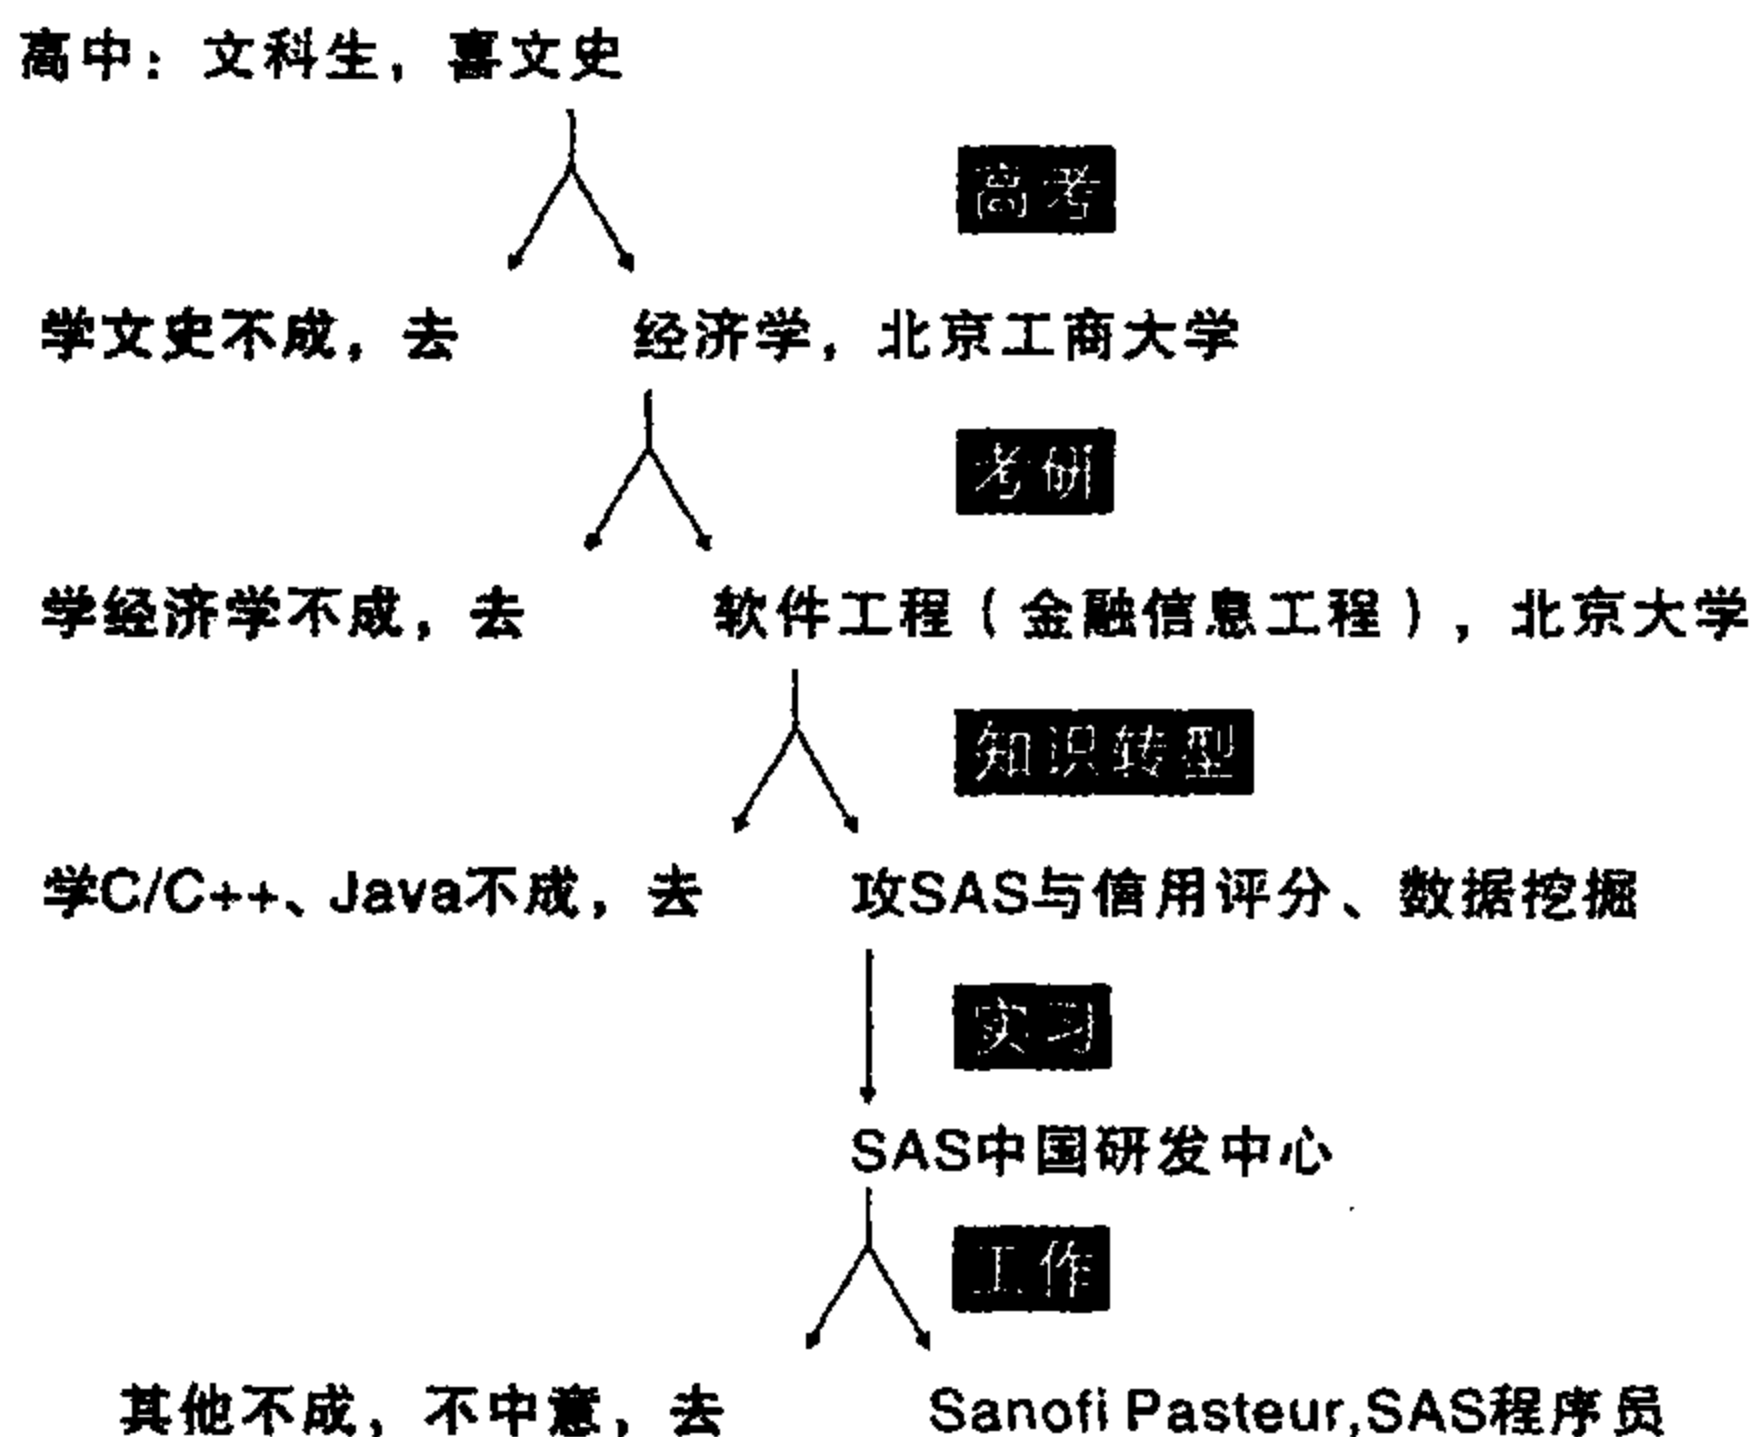 高中：文科生，喜文史
高考
学文史不成，去 经济学，北京工商大学
考研
学经济学不成，去 软件工程（金融信息工程），北京大学
知识转型
学C/C++、Java不成，去 攻SAS与信用评分、数据挖掘
实习
SAS中国研发中心
工作
其他不成，不中意，去 Sanofi Pasteur,SAS程序员